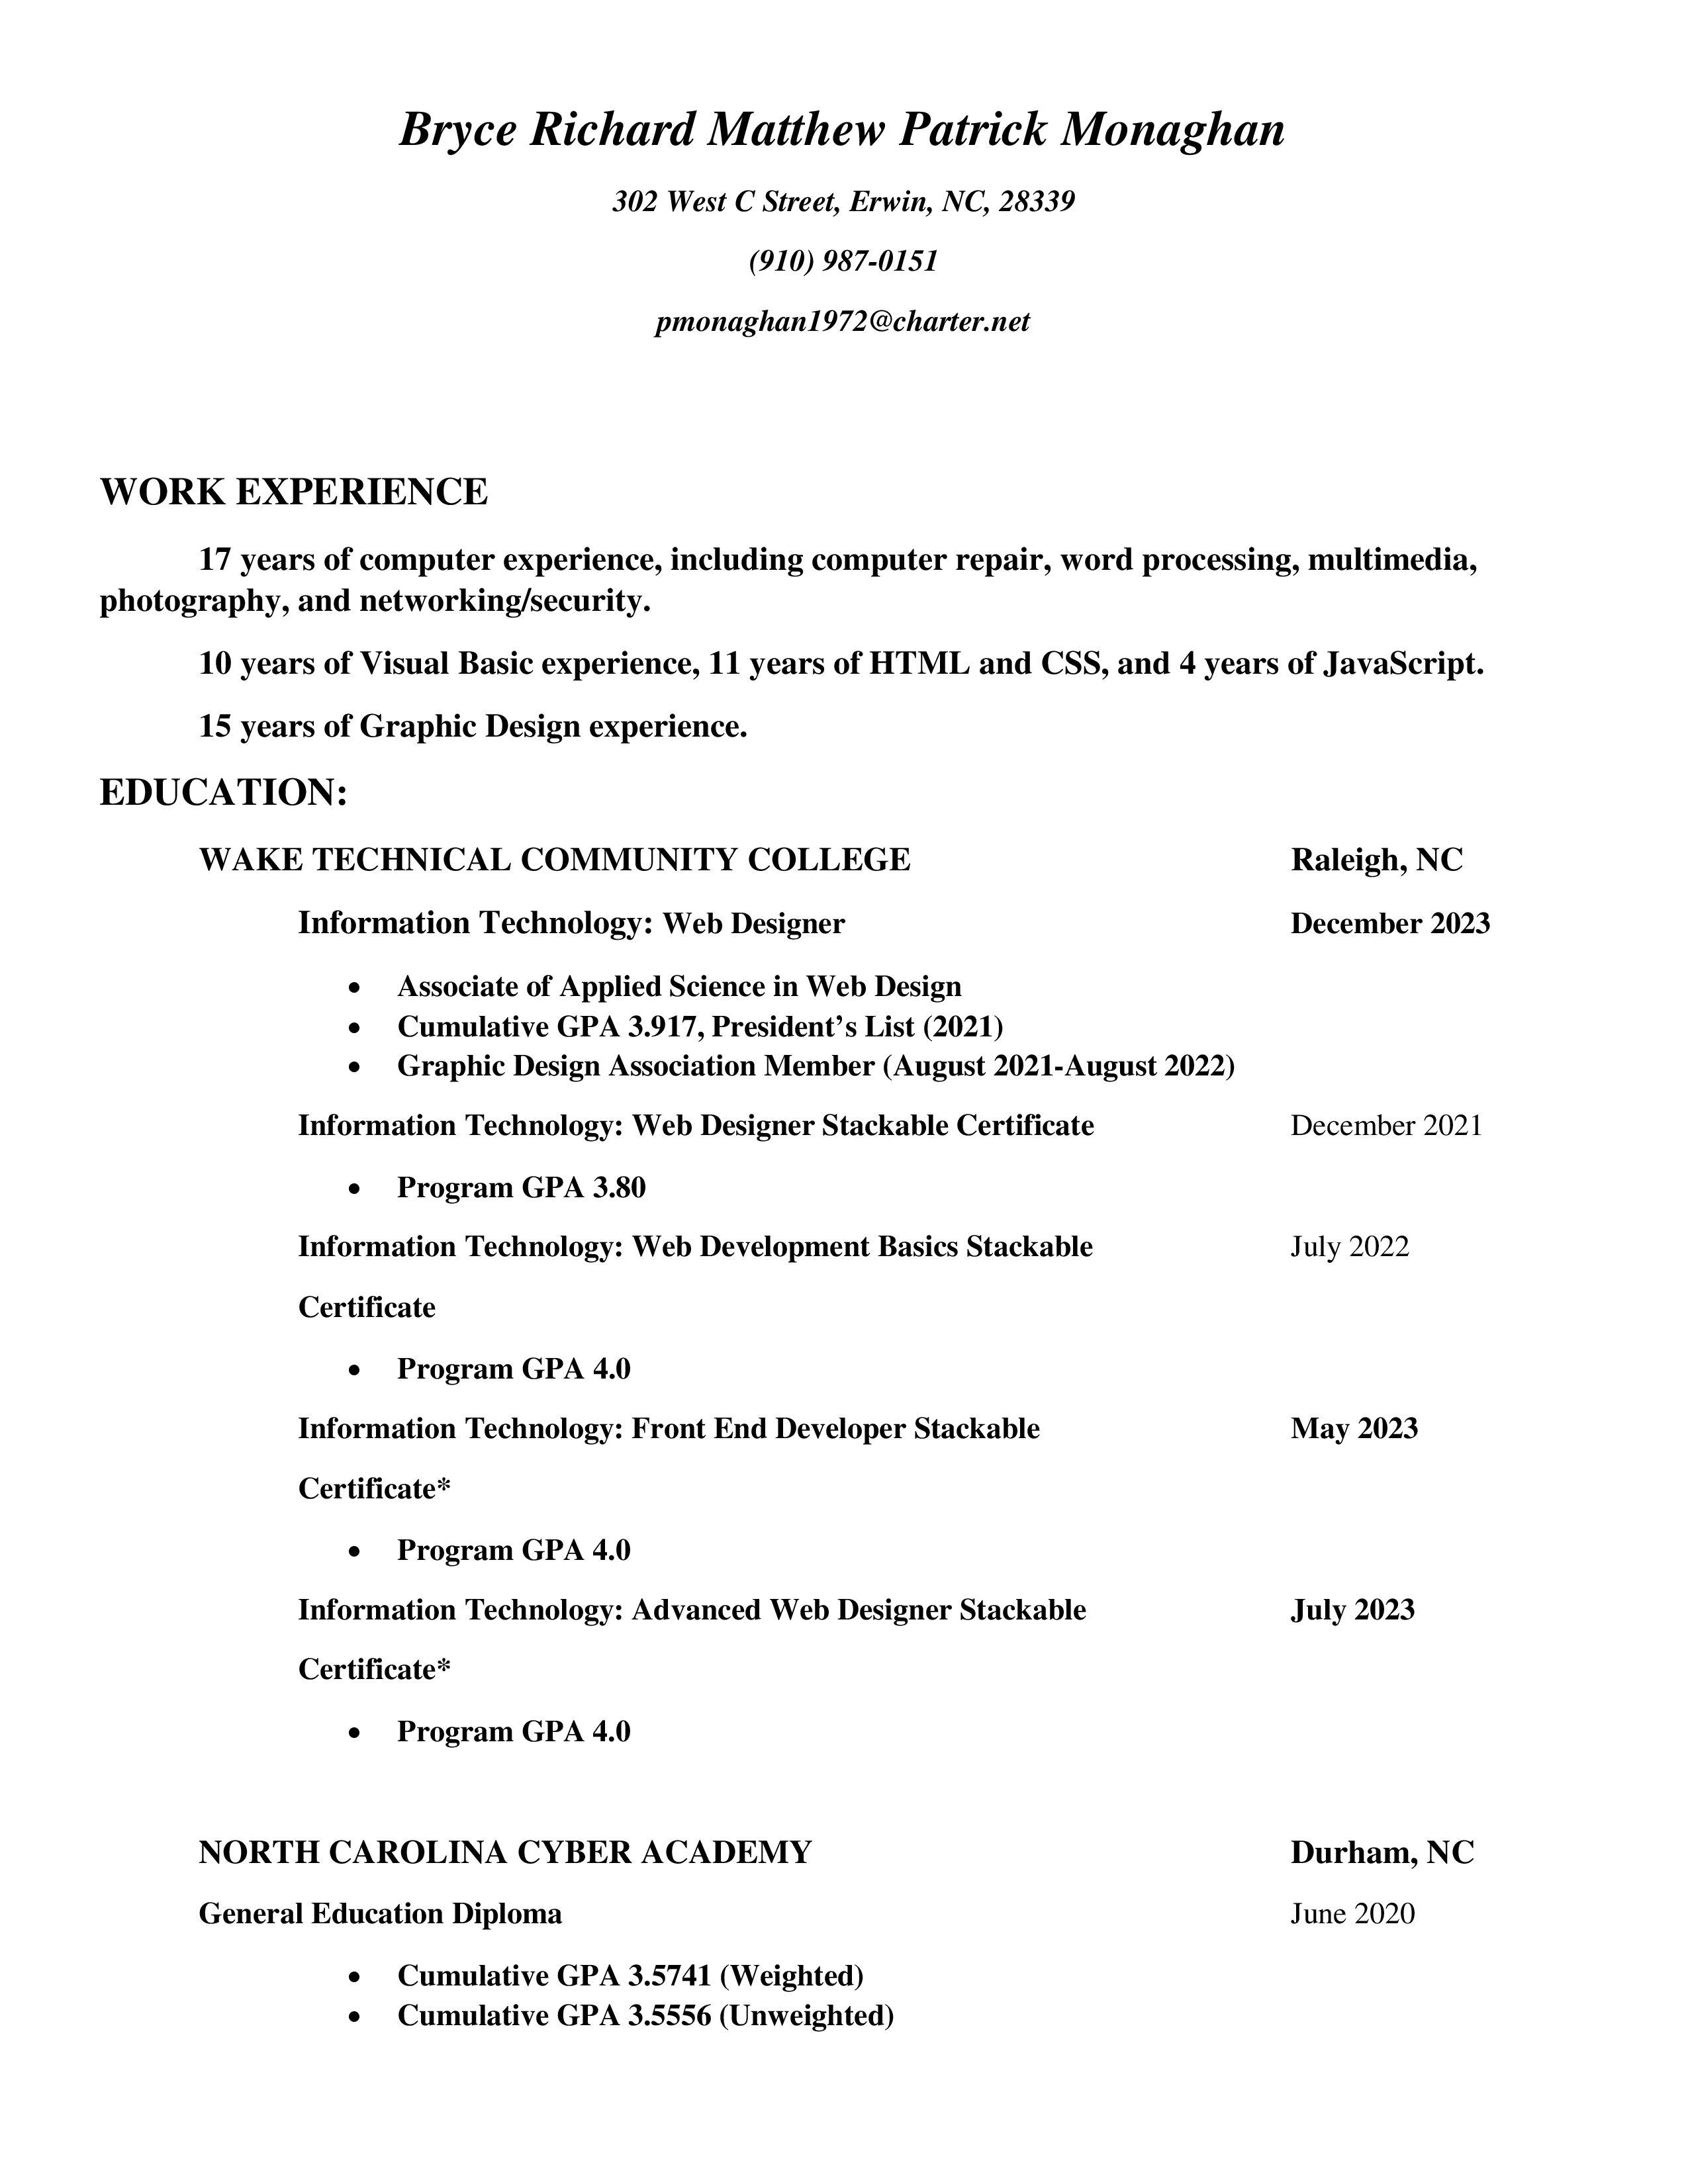 Bryce Richard Matthew Patrick Monaghan
302 West C Street, Erwin, NC, 28339
(910) 987-0151
pmonaghan1972@charter.net
WORK EXPERIENCE
17 years of computer experience, including computer repair, word processing, multimedia,
photography, and networking/security.
10 years of Visual Basic experience, 11 years of HTML and CSS, and 4 years of JavaScript.
15 years of Graphic Design experience.
EDUCATION:
WAKE TECHNICAL COMMUNITY COLLEGE Raleigh, NC
Information Technology: Web Designer December 2023
• Associate of Applied Science in Web Design
• Cumulative GPA 3.917, President’s List (2021)
• Graphic Design Association Member (August 2021-August 2022)
Information Technology: Web Designer Stackable Certificate December 2021
• Program GPA 3.80
Information Technology: Web Development Basics Stackable July 2022
Certificate
• Program GPA 4.0
Information Technology: Front End Developer Stackable May 2023
Certificate*
• Program GPA 4.0
Information Technology: Advanced Web Designer Stackable July 2023
Certificate*
• Program GPA 4.0
NORTH CAROLINA CYBER ACADEMY Durham, NC
General Education Diploma June 2020
• Cumulative GPA 3.5741 (Weighted)
• Cumulative GPA 3.5556 (Unweighted)